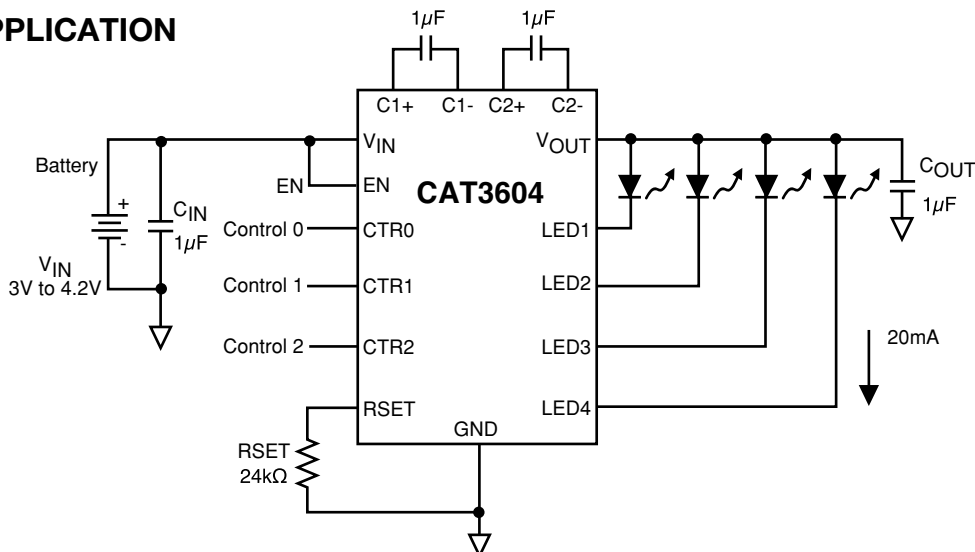 PPLICATION
1µF
1µF
C1+
C1-
C2+
C2-
VIN
VOUT
Battery
EN
EN
CAT3604
COUT
1µF
+
-
CIN
1µF
Control 0
CTR0
LED1
VIN
3V to 4.2V
Control 1
CTR1
LED2
Control 2
CTR2
LED3
20mA
RSET
LED4
GND
RSET
24kΩ